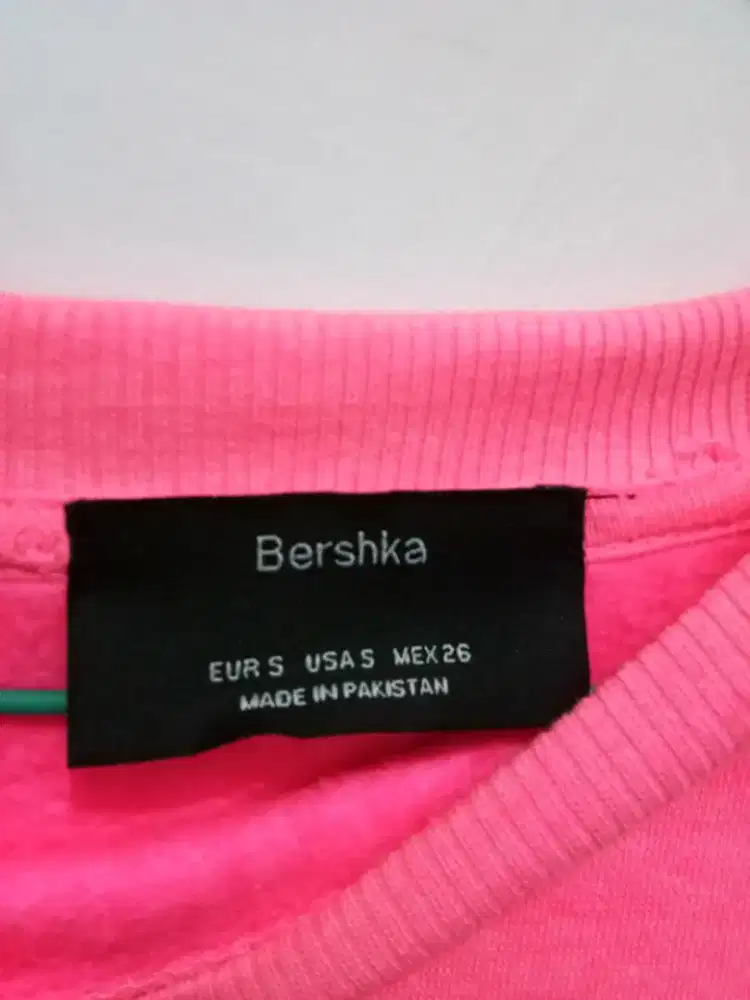 Bershka
EUR S USA S MEX 26
MADE IN PAKISTAN